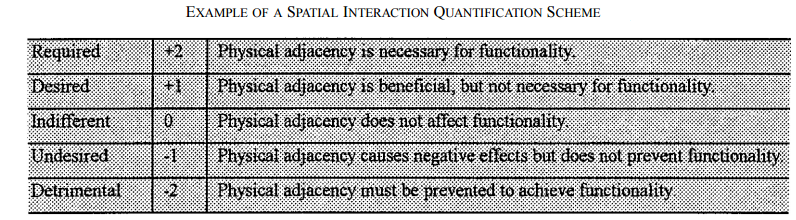 EXAMPLE OF A SPATIAL INTERACTION QUANTIFICATION SCHEME
Required +2 Physical adjacency is necessary for functionality.
Desired +1 Physical adjacency is beneficial, but not necessary for functionality.
Indifferent 0 Physical adjacency does not affect functionality.
Undesired -1 Physical adjacency causes negative effects but does not prevent functionality.
Detrimental -2 Physical adjacency must be prevented to achieve functionality.